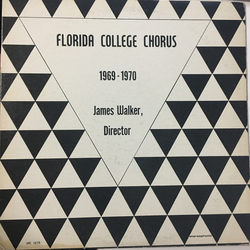 FLORIDA COLLEGE CHORUS
1969 - 1970
James Walker,
Director